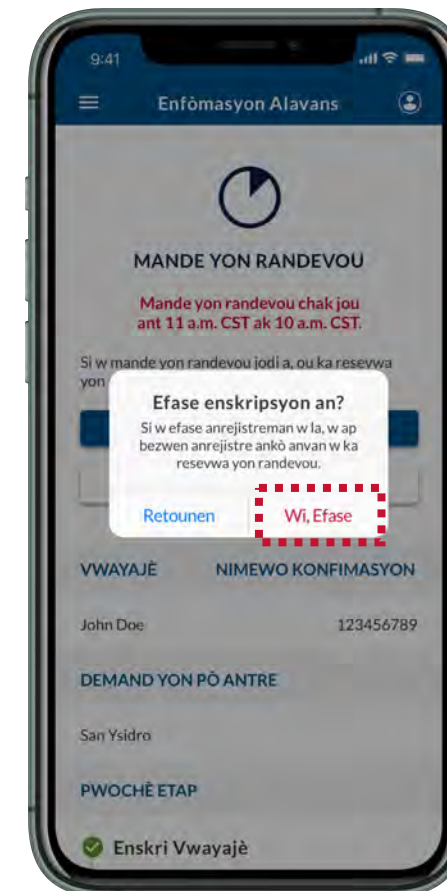 9:41
Enfòmasyon Alavans
MANDE YON RANDEVOU
Mande yon randevou chak jou
ant 11 a.m. CST ak 10 a.m. CST.
Si w mande yon randevou jodi a, ou ka resevwa
yon
Efase enskripsyon an?
Si w efase anrejistreman w la, w ap
bezwen anrejistre ankò anvan w ka
resevwa yon randevou.
Retounen Wi, Efase
VWAYAJÈ NIMEWO KONFIMASYON
John Doe 123456789
DEMAND YON PÒ ANTRE
San Ysidro
PWOCHÈ ETAP
Enskri Vwayajè